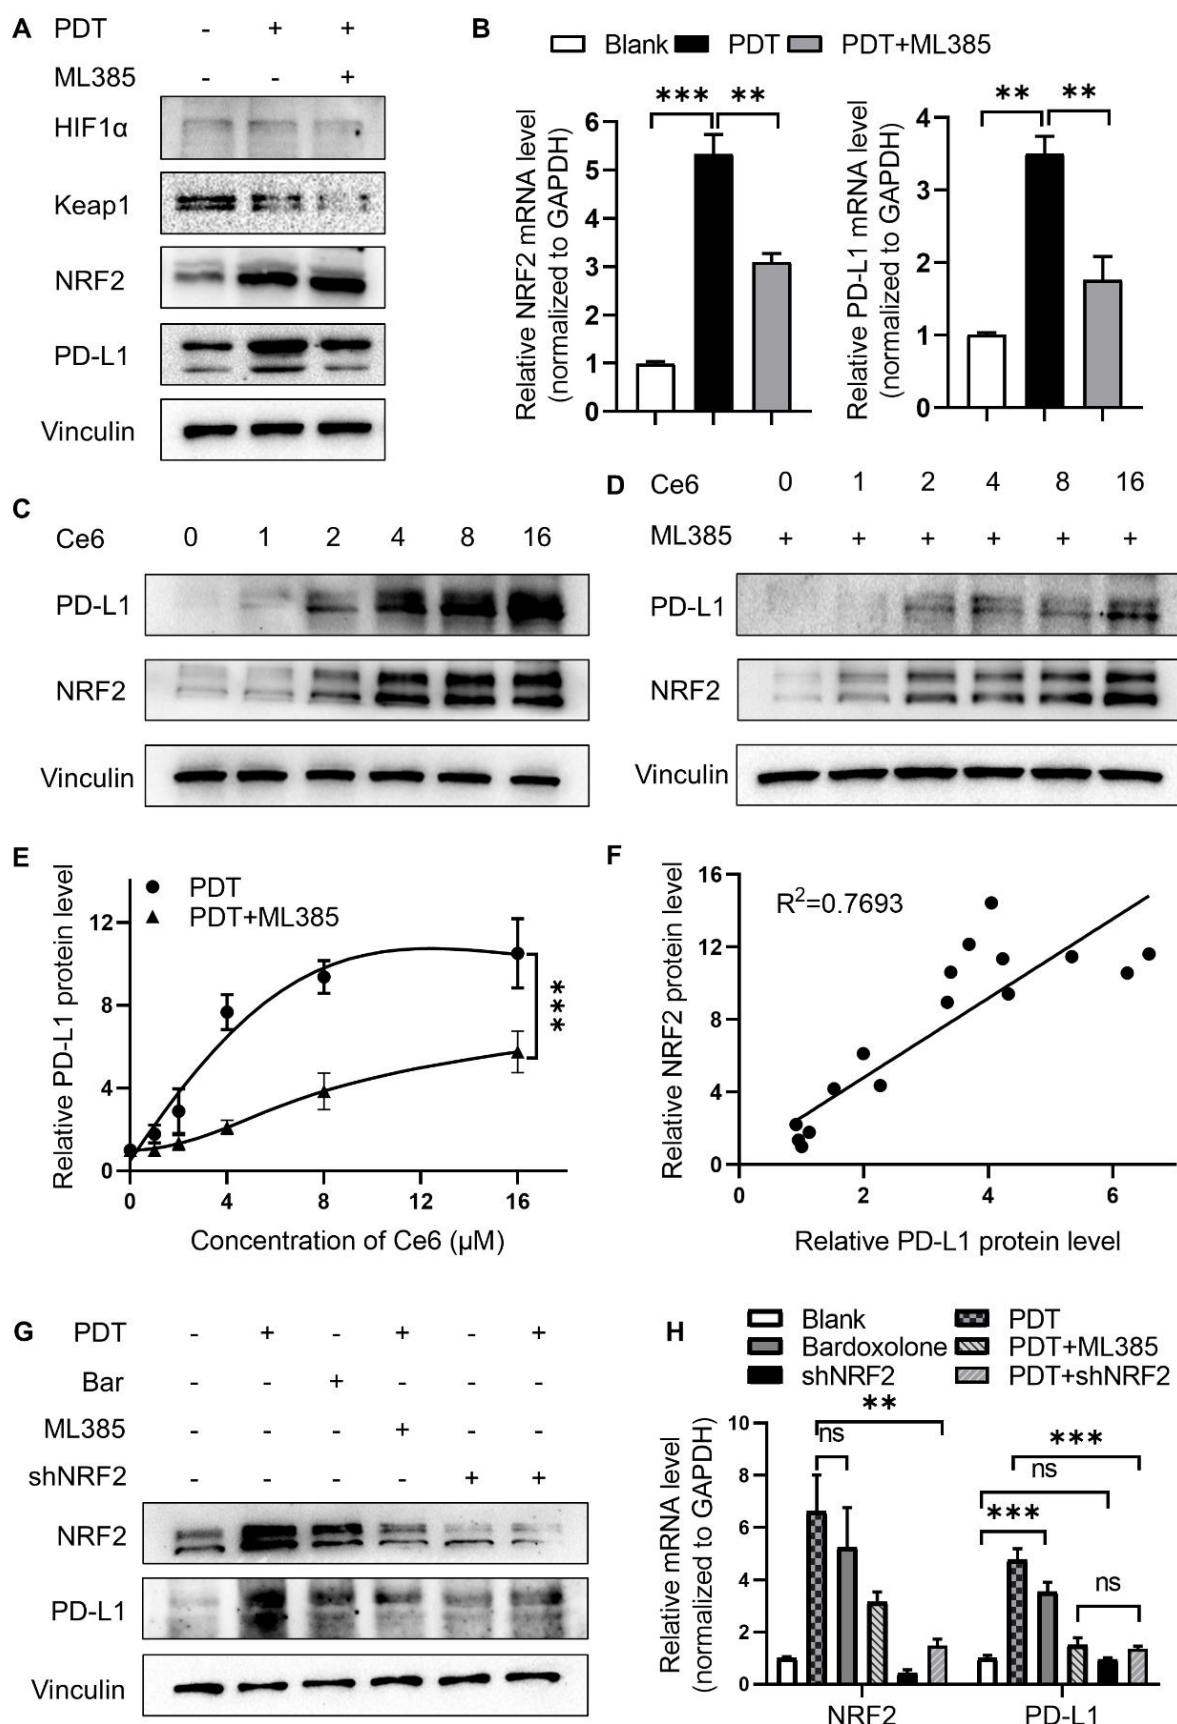 A PDT - + +
ML385 - - +
HIF1α
Keap1
NRF2
PD-L1
Vinculin
B Blank PDT PDT+ML385
*** **
Relative NRF2 mRNA level
(normalized to GAPDH)
6
5
4
3
2
1
0
** **
Relative PD-L1 mRNA level
(normalized to GAPDH)
4
3
2
1
0
C
Ce6 0 1 2 4 8 16
PD-L1
NRF2
Vinculin
D Ce6 0 1 2 4 8 16
ML385 + + + + + +
PD-L1
NRF2
Vinculin
E
PDT
PDT+ML385
Relative PD-L1 protein level
12
8
4
0
***
0 4 8 12 16
Concentration of Ce6 (μM)
F
R²=0.7693
Relative NRF2 protein level
16
12
8
4
0
0 2 4 6
Relative PD-L1 protein level
G PDT - + - + - +
Bar - - + - - -
ML385 - - - + - -
shNRF2 - - - - + +
NRF2
PD-L1
Vinculin
H
Blank PDT
Bardoxolone PDT+ML385
shNRF2 PDT+shNRF2
Relative mRNA level
(normalized to GAPDH)
10
8
6
4
2
0
**
ns
***
ns
***
ns
NRF2 PD-L1